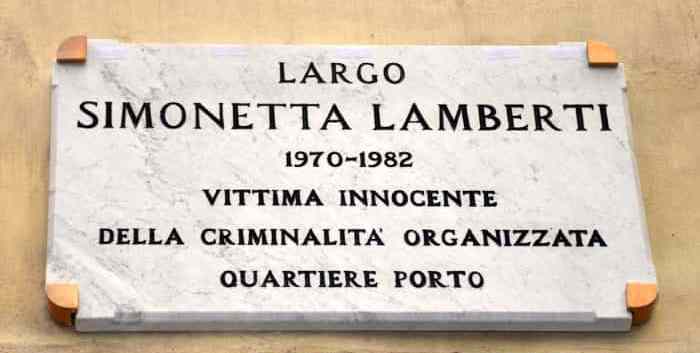 LARGO
SIMONETTA LAMBERTI
1970-1982
VITTIMA INNOCENTE
DELLA CRIMINALITA' ORGANIZZATA
QUARTIERE PORTO